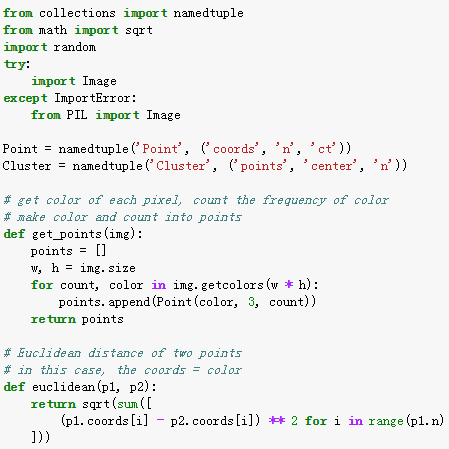 from collections import namedtuple
from math import sqrt
import random
try:
    import Image
except ImportError:
    from PIL import Image

Point = namedtuple('Point', ('coords', 'n', 'ct'))
Cluster = namedtuple('Cluster', ('points', 'center', 'n'))

# get color of each pixel, count the frequency of color
# make color and count into points
def get_points(img):
    points = []
    w, h = img.size
    for count, color in img.getcolors(w * h):
        points.append(Point(color, 3, count))
    return points

# Euclidean distance of two points
# in this case, the coords = color
def euclidean(p1, p2):
    return sqrt(sum([
        (p1.coords[i] - p2.coords[i]) ** 2 for i in range(p1.n)
    ]))